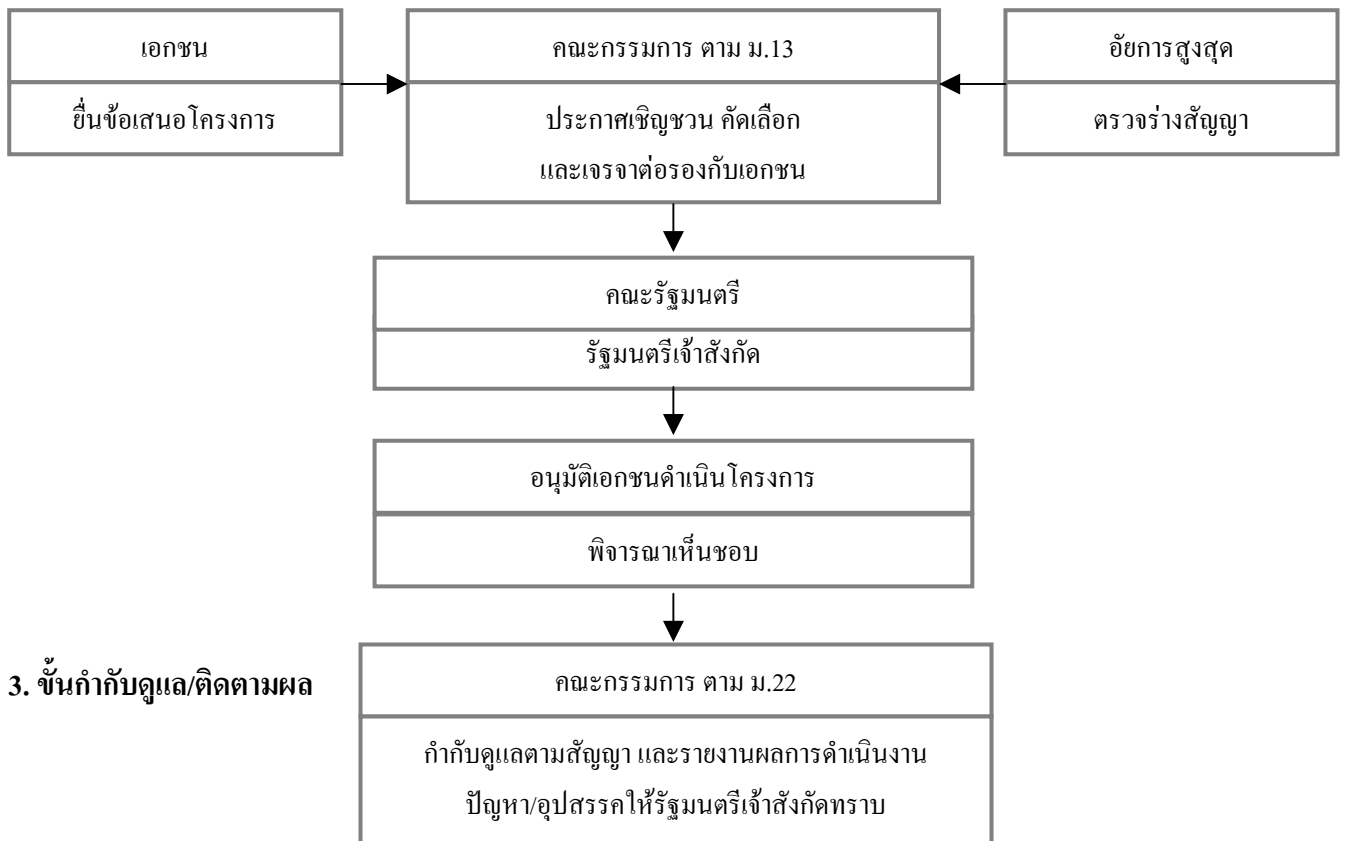 เอกชน
ยื่นข้อเสนอโครงการ
คณะกรรมการ ตาม ม.13
ประกาศเชิญชวน คัดเลือก
และเจรจาต่อรองกับเอกชน
อัยการสูงสุด
ตรวจร่างสัญญา
คณะรัฐมนตรี
รัฐมนตรีเจ้าสังกัด
อนุมัติเอกชนดำเนินโครงการ
พิจารณาเห็นชอบ
3. ขั้นกำกับดูแล/ติดตามผล
คณะกรรมการ ตาม ม.22
กำกับดูแลตามสัญญา และรายงานผลการดำเนินงาน
ปัญหา/อุปสรรคให้รัฐมนตรีเจ้าสังกัดทราบ